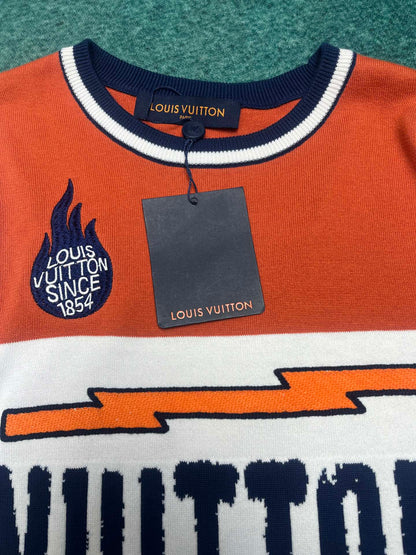 LOUIS VUITTON
PARIS
LOUIS
VUITTON
SINCE
1854
LOUIS VUITTON
VUITTON